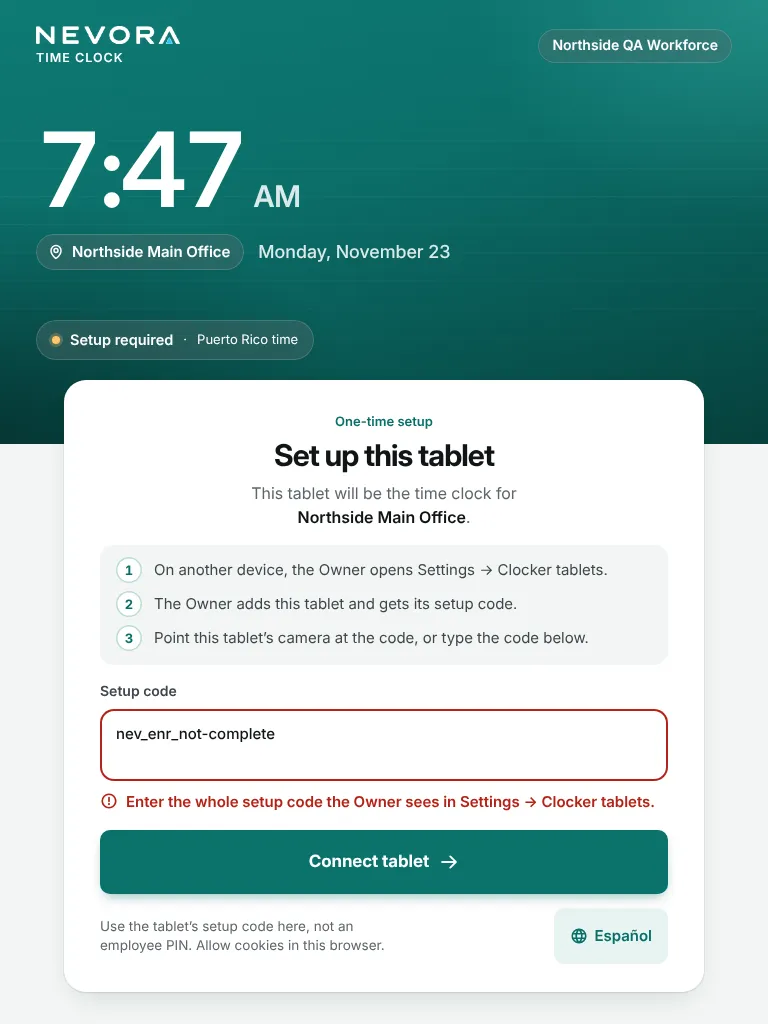 NEVORA
TIME CLOCK
Northside QA Workforce
7:47 AM
Northside Main Office
Monday, November 23
Setup required · Puerto Rico time
One-time setup
Set up this tablet
This tablet will be the time clock for
Northside Main Office.
1 On another device, the Owner opens Settings → Clocker tablets.
2 The Owner adds this tablet and gets its setup code.
3 Point this tablet’s camera at the code, or type the code below.
Setup code
nev_enr_not-complete
Enter the whole setup code the Owner sees in Settings → Clocker tablets.
Connect tablet →
Use the tablet’s setup code here, not an
employee PIN. Allow cookies in this browser.
Español